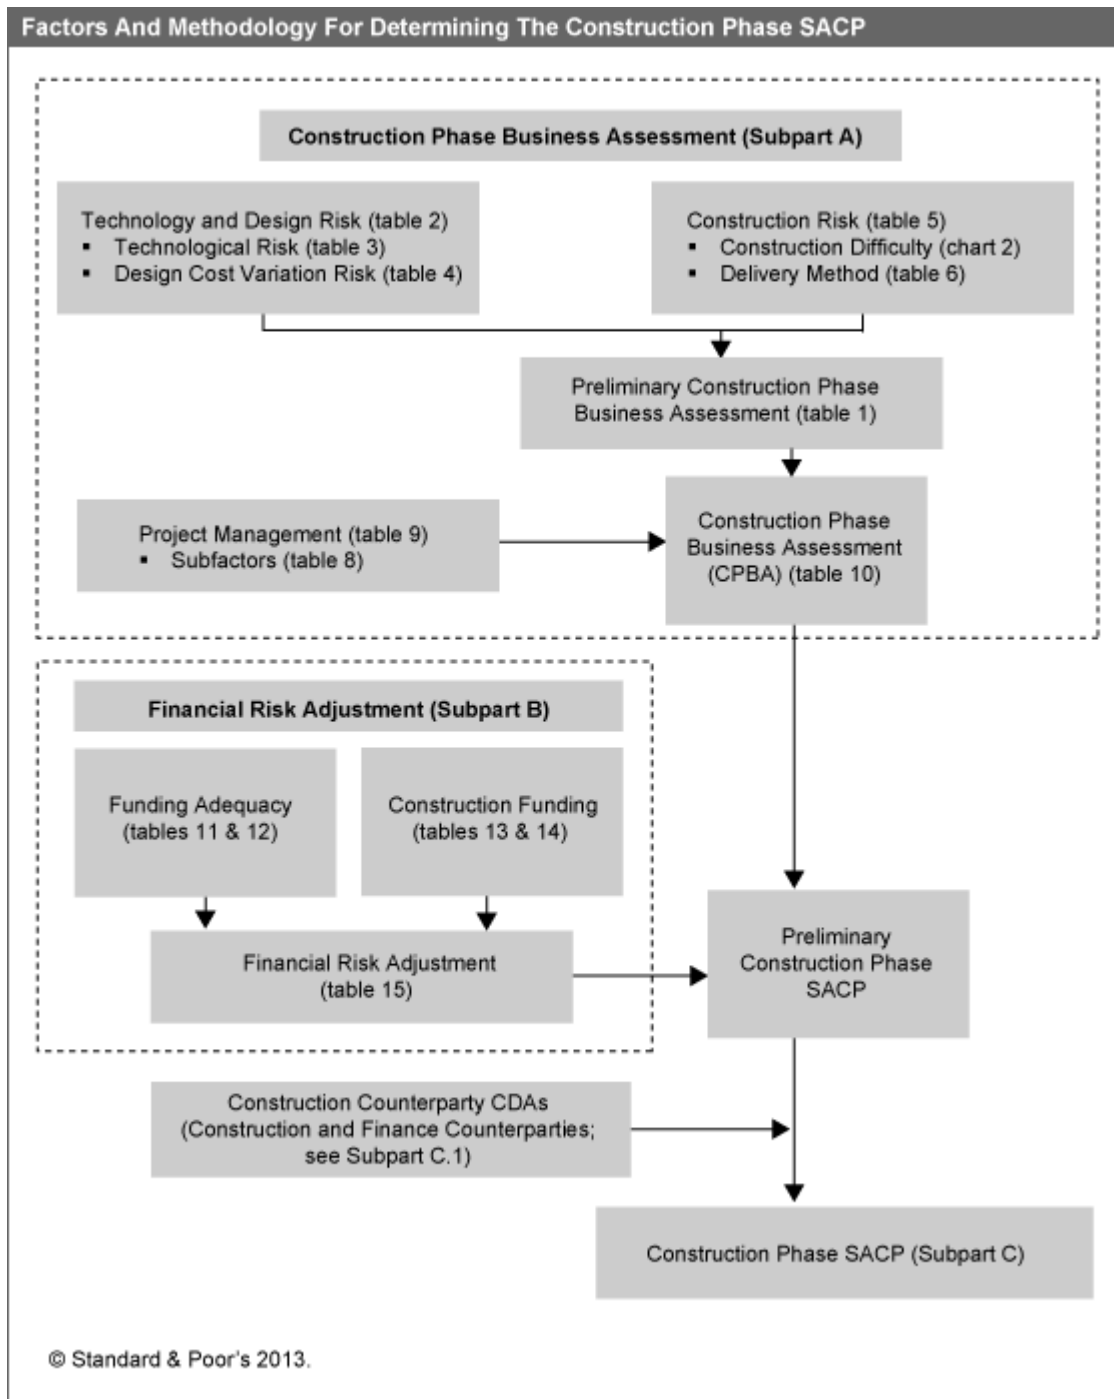 Factors And Methodology For Determining The Construction Phase SACP
Construction Phase Business Assessment (Subpart A)
Technology and Design Risk (table 2)
▪ Technological Risk (table 3)
▪ Design Cost Variation Risk (table 4)
Construction Risk (table 5)
▪ Construction Difficulty (chart 2)
▪ Delivery Method (table 6)
Preliminary Construction Phase
Business Assessment (table 1)
Project Management (table 9)
▪ Subfactors (table 8)
Construction Phase
Business Assessment
(CPBA) (table 10)
Financial Risk Adjustment (Subpart B)
Funding Adequacy
(tables 11 & 12)
Construction Funding
(tables 13 & 14)
Financial Risk Adjustment
(table 15)
Preliminary
Construction Phase
SACP
Construction Counterparty CDAs
(Construction and Finance Counterparties;
see Subpart C.1)
Construction Phase SACP (Subpart C)
© Standard & Poor's 2013.